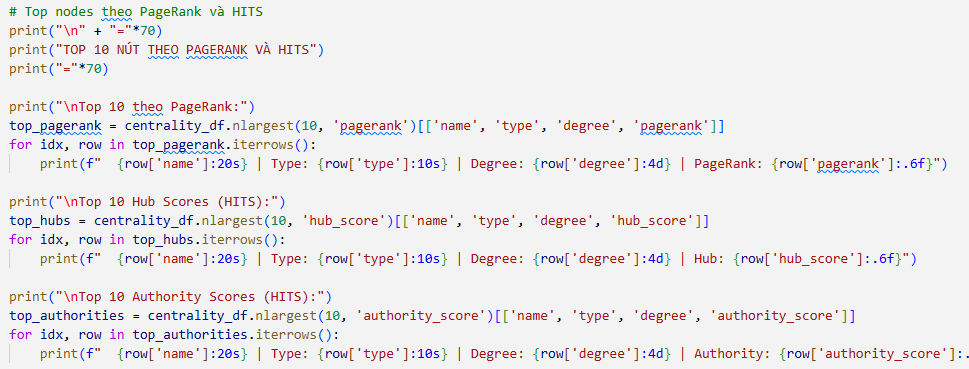 # Top nodes theo PageRank và HITS
print("\n" + "="*70)
print("TOP 10 NÚT THEO PAGERANK VÀ HITS")
print("="*70)

print("\nTop 10 theo PageRank:")
top_pagerank = centrality_df.nlargest(10, 'pagerank')[['name', 'type', 'degree', 'pagerank']]
for idx, row in top_pagerank.iterrows():
    print(f"  {row['name']:20s} | Type: {row['type']:10s} | Degree: {row['degree']:4d} | PageRank: {row['pagerank']:.6f}")

print("\nTop 10 Hub Scores (HITS):")
top_hubs = centrality_df.nlargest(10, 'hub_score')[['name', 'type', 'degree', 'hub_score']]
for idx, row in top_hubs.iterrows():
    print(f"  {row['name']:20s} | Type: {row['type']:10s} | Degree: {row['degree']:4d} | Hub: {row['hub_score']:.6f}")

print("\nTop 10 Authority Scores (HITS):")
top_authorities = centrality_df.nlargest(10, 'authority_score')[['name', 'type', 'degree', 'authority_score']]
for idx, row in top_authorities.iterrows():
    print(f"  {row['name']:20s} | Type: {row['type']:10s} | Degree: {row['degree']:4d} | Authority: {row['authority_score']:.